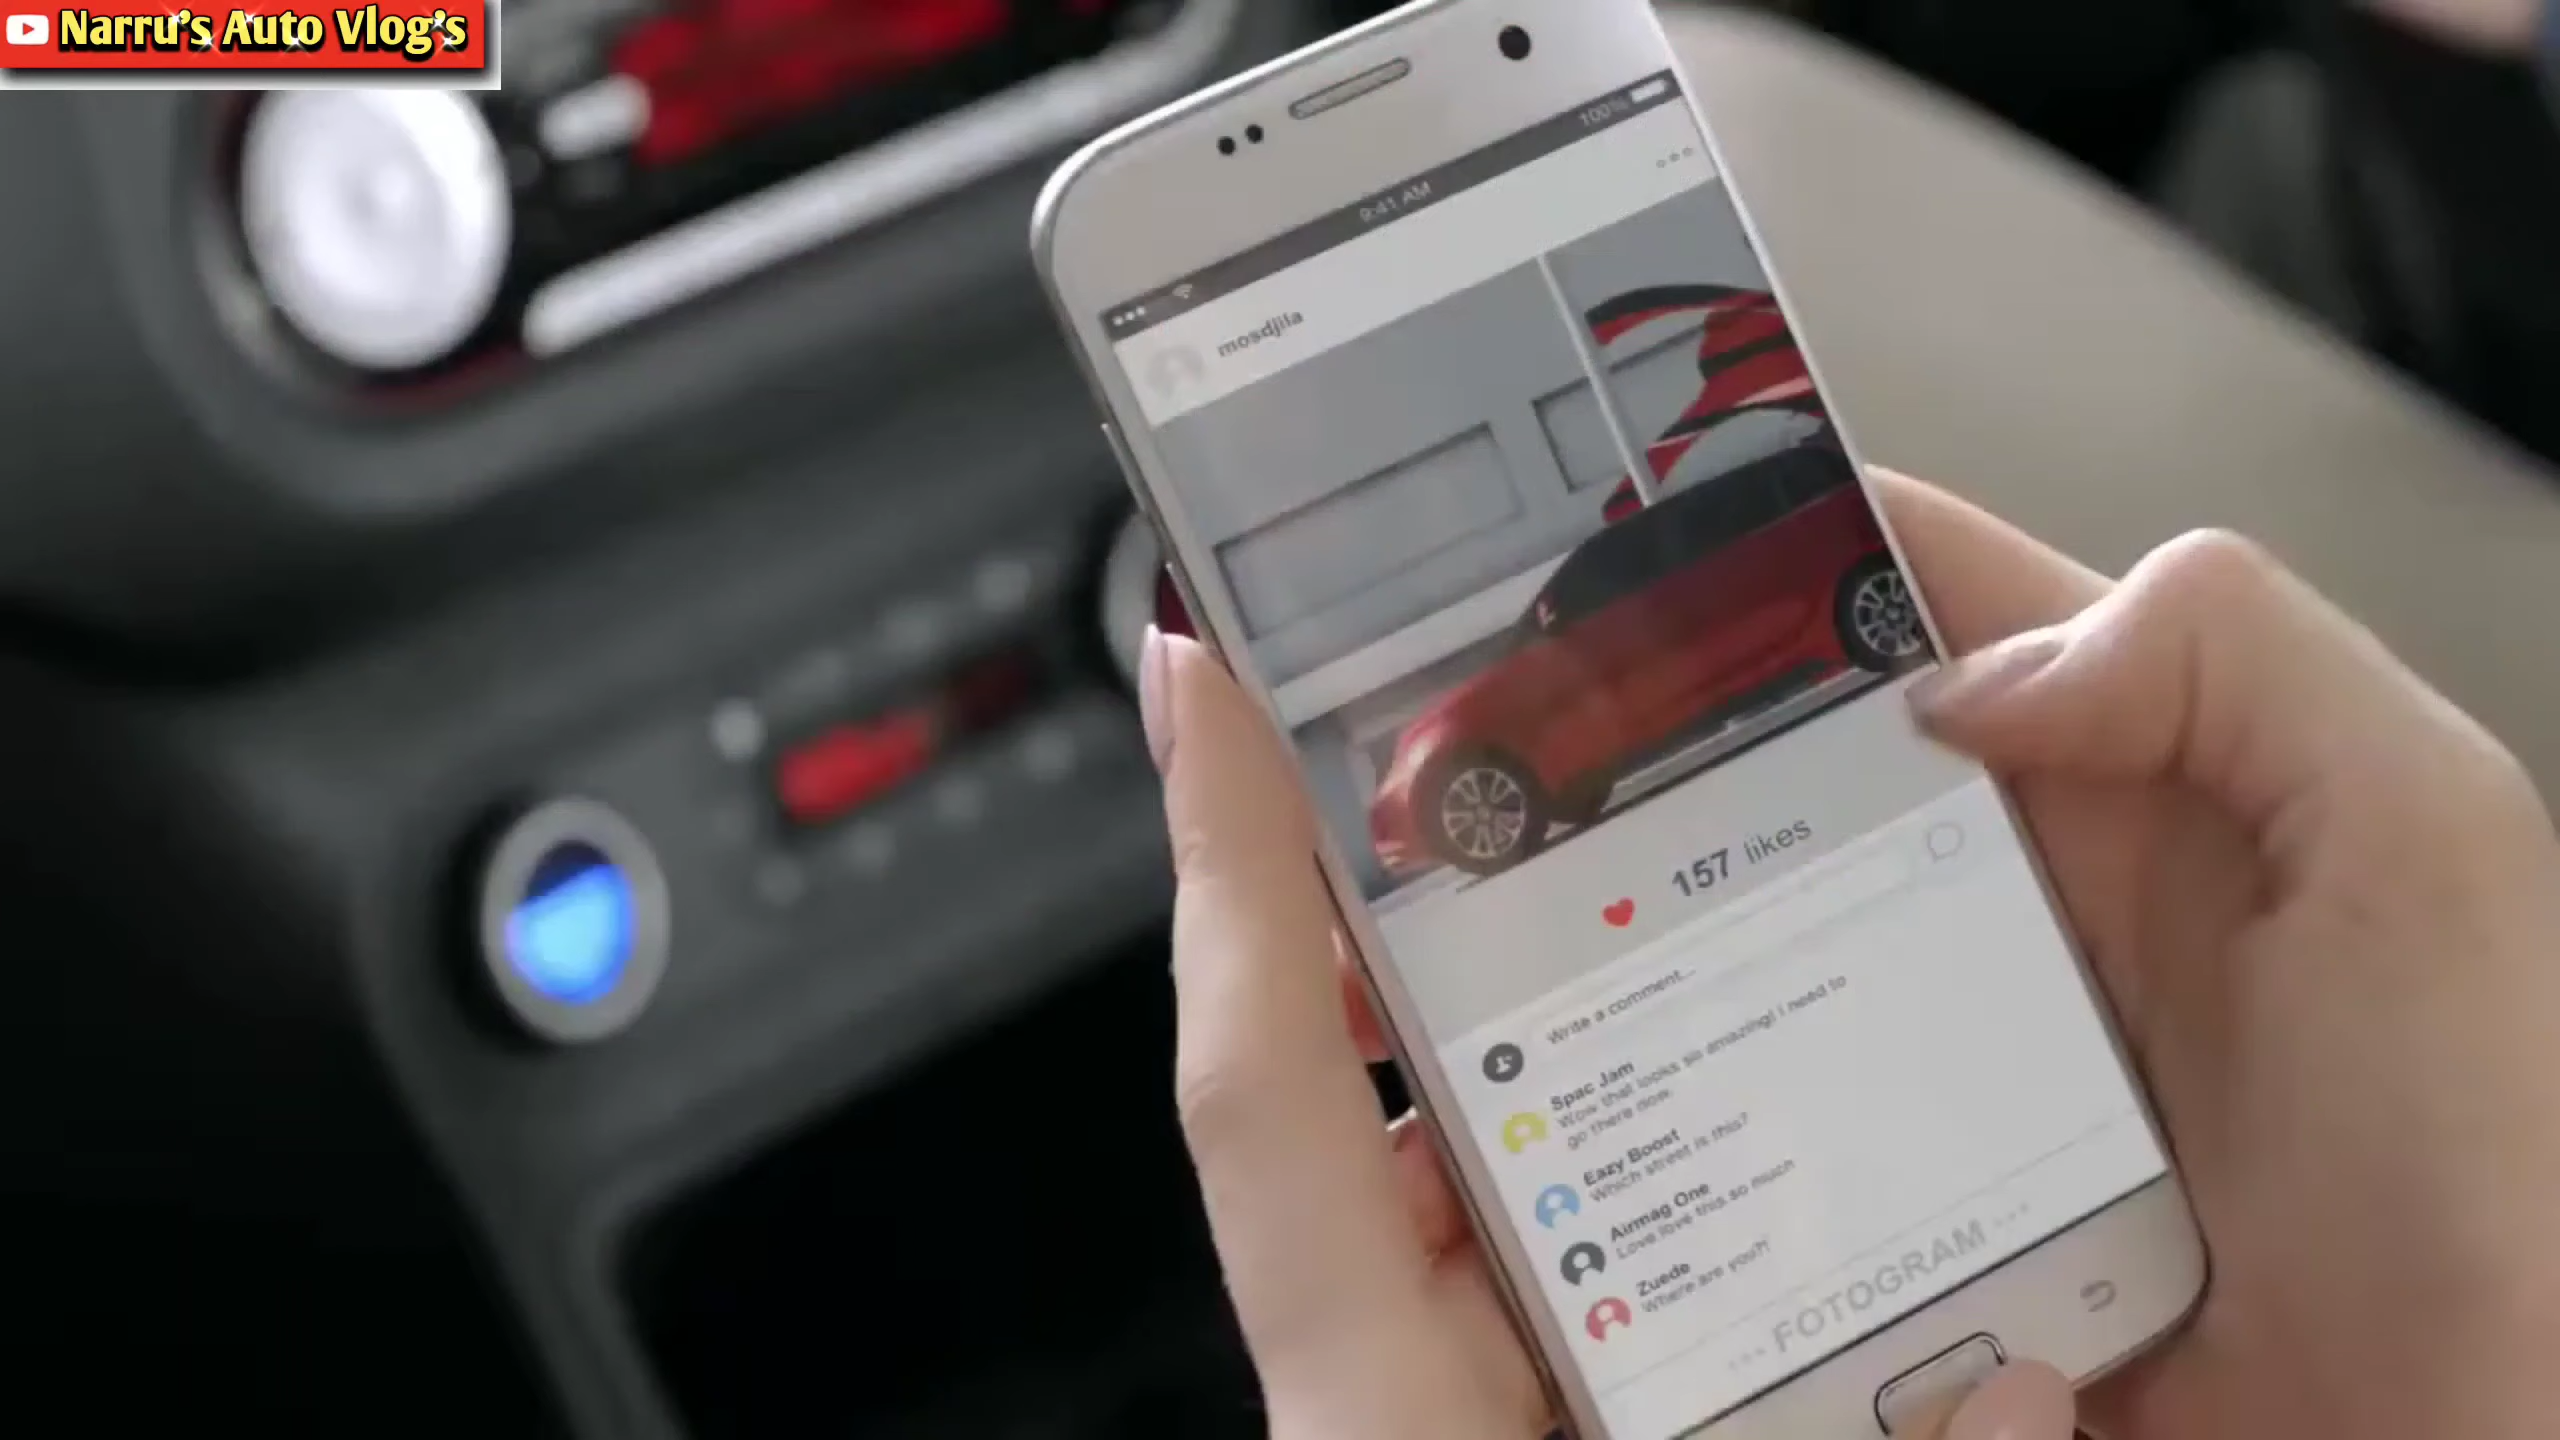 Narru's Auto Vlog's
100%
9:41 AM
mosdjila
157 likes
Write a comment...
Spac Jam
Wow that looks so amazing! I need to
go there now.
Eazy Boost
Which street is this?
Airmag One
Love love this so much
Zuede
Where are you?!
FOTOGRAM